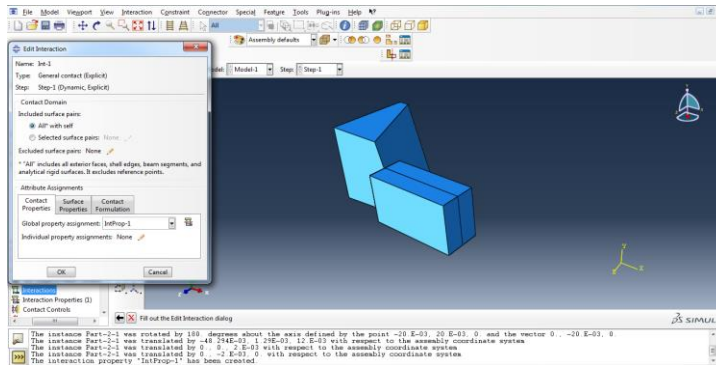 File Model Viewport View Interaction Constraint Connector Special Feature Tools Plug-ins Help
All
Assembly defaults
Edit Interaction
Name: Int-1
Type: General contact (Explicit)
Step: Step-1 (Dynamic, Explicit)
Model-1 Step: Step-1
Contact Domain
Included surface pairs:
All* with self
Selected surface pairs: None
Excluded surface pairs: None
* "All" includes all exterior faces, shell edges, beam segments, and
analytical rigid surfaces. It excludes reference points.
Attribute Assignments
Contact Properties
Surface Properties
Contact Formulation
Global property assignment: IntProp-1
Individual property assignments: None
OK Cancel
Y
X
Z
Interactions
Interaction Properties (1)
Contact Controls
Fill out the Edit Interaction dialog
The instance Part-2-1 was rotated by 180. degrees about the axis defined by the point -20.E-03, 20.E-03, 0. and the vector 0., -20.E-03, 0.
The instance Part-2-1 was translated by -48.294E-03, 1.29E-03, 12.E-03 with respect to the assembly coordinate system
The instance Part-2-1 was translated by 0., 0., 2.E-03 with respect to the assembly coordinate system
The instance Part-2-1 was translated by 0., -2.E-03, 0. with respect to the assembly coordinate system
The interaction property "IntProp-1" has been created.